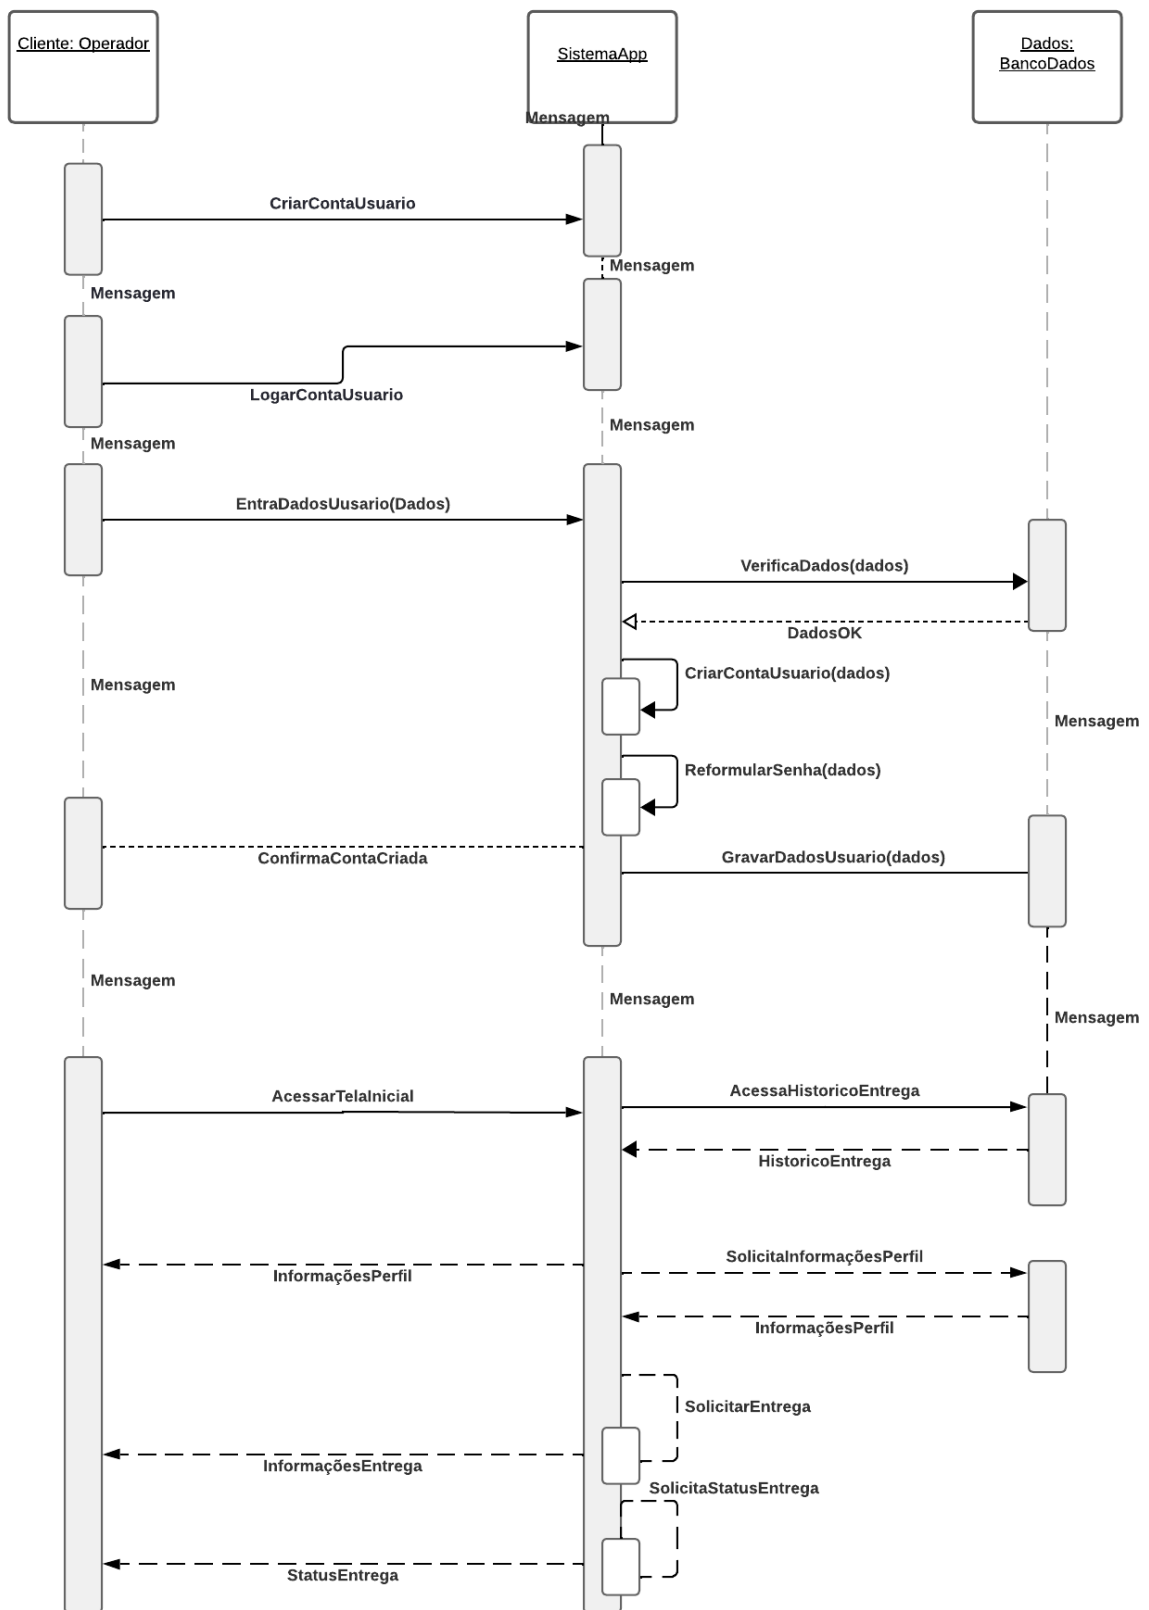 Cliente: Operador
SistemaApp
Dados:
BancoDados
Mensagem
CriarContaUsuario
Mensagem
Mensagem
LogarContaUsuario
Mensagem
Mensagem
EntraDadosUusario(Dados)
VerificaDados(dados)
DadosOK
CriarContaUsuario(dados)
Mensagem
Mensagem
ReformularSenha(dados)
ConfirmaContaCriada
GravarDadosUsuario(dados)
Mensagem
Mensagem
Mensagem
AcessarTelaInicial
AcessaHistoricoEntrega
HistoricoEntrega
SolicitaInformaçõesPerfil
InformaçõesPerfil
InformaçõesPerfil
SolicitarEntrega
InformaçõesEntrega
SolicitaStatusEntrega
StatusEntrega